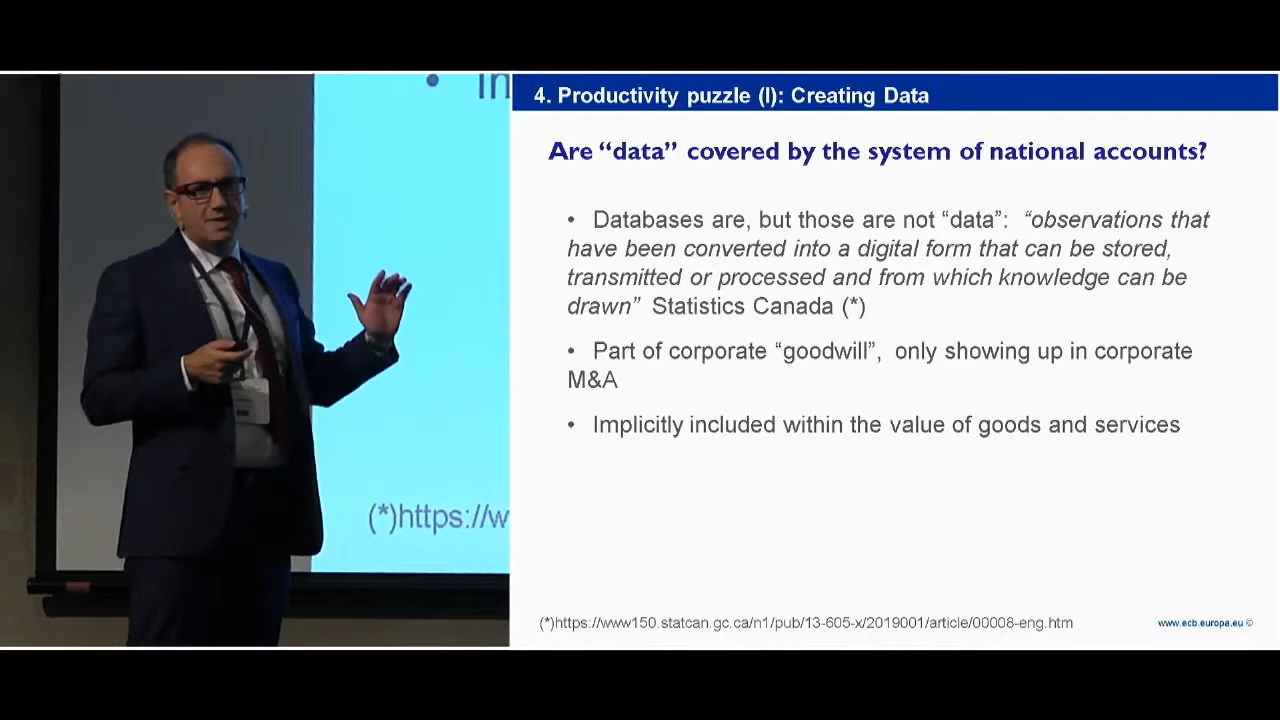 In
(*)https://w
4. Productivity puzzle (I): Creating Data
Are “data” covered by the system of national accounts?
• Databases are, but those are not “data”: “observations that
have been converted into a digital form that can be stored,
transmitted or processed and from which knowledge can be
drawn” Statistics Canada (*)
• Part of corporate “goodwill”, only showing up in corporate
M&A
• Implicitly included within the value of goods and services
(*)https://www150.statcan.gc.ca/n1/pub/13-605-x/2019001/article/00008-eng.htm
www.ecb.europa.eu ©